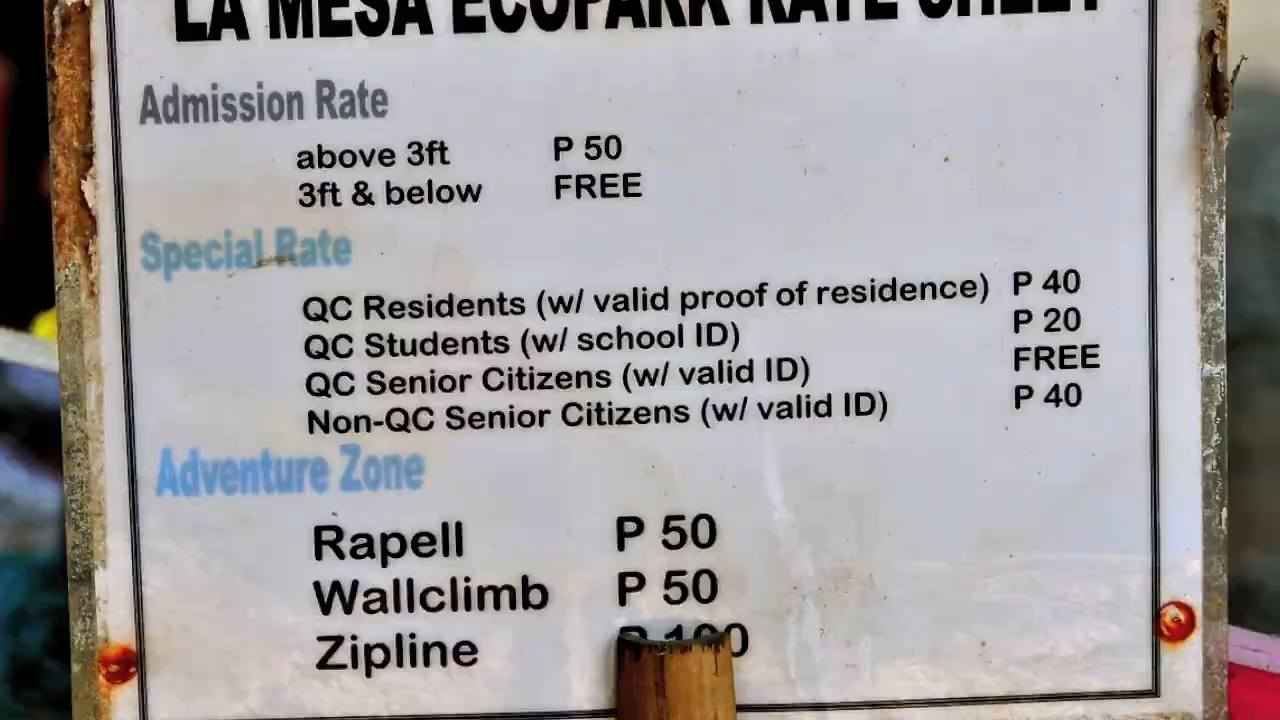 LA MESA ECOPARK RATE SHEET
Admission Rate
above 3ft P 50
3ft & below FREE
Special Rate
QC Residents (w/ valid proof of residence) P 40
QC Students (w/ school ID) P 20
QC Senior Citizens (w/ valid ID) FREE
Non-QC Senior Citizens (w/ valid ID) P 40
Adventure Zone
Rapell P 50
Wallclimb P 50
Zipline P 100